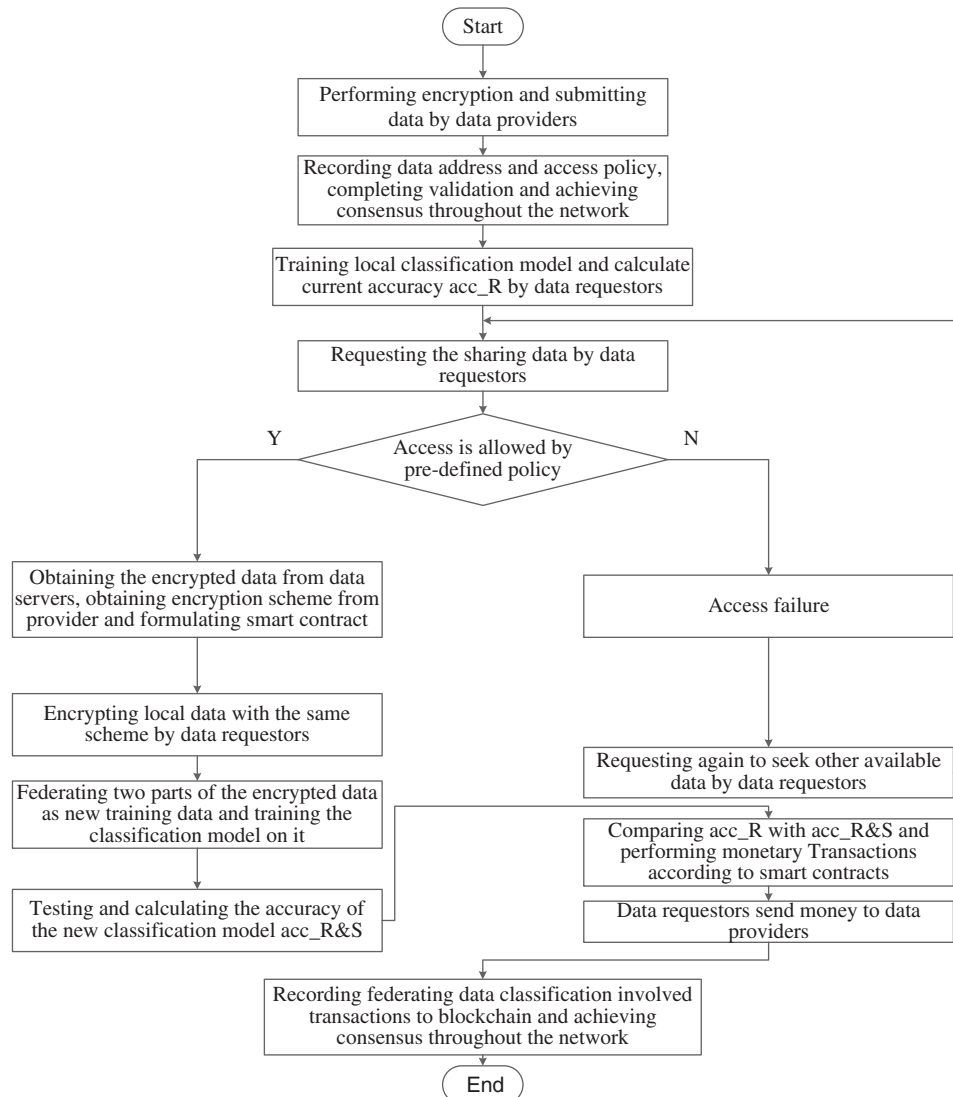 Start
Performing encryption and submitting
data by data providers
Recording data address and access policy,
completing validation and achieving
consensus throughout the network
Training local classification model and calculate
current accuracy acc_R by data requestors
Requesting the sharing data by data
requestors
Y
N
Access is allowed by
pre-defined policy
Obtaining the encrypted data from data
servers, obtaining encryption scheme from
provider and formulating smart contract
Access failure
Encrypting local data with the same
scheme by data requestors
Requesting again to seek other available
data by data requestors
Federating two parts of the encrypted data
as new training data and training the
classification model on it
Comparing acc_R with acc_R&S and
performing monetary Transactions
according to smart contracts
Testing and calculating the accuracy of
the new classification model acc_R&S
Data requestors send money to data
providers
Recording federating data classification involved
transactions to blockchain and achieving
consensus throughout the network
End